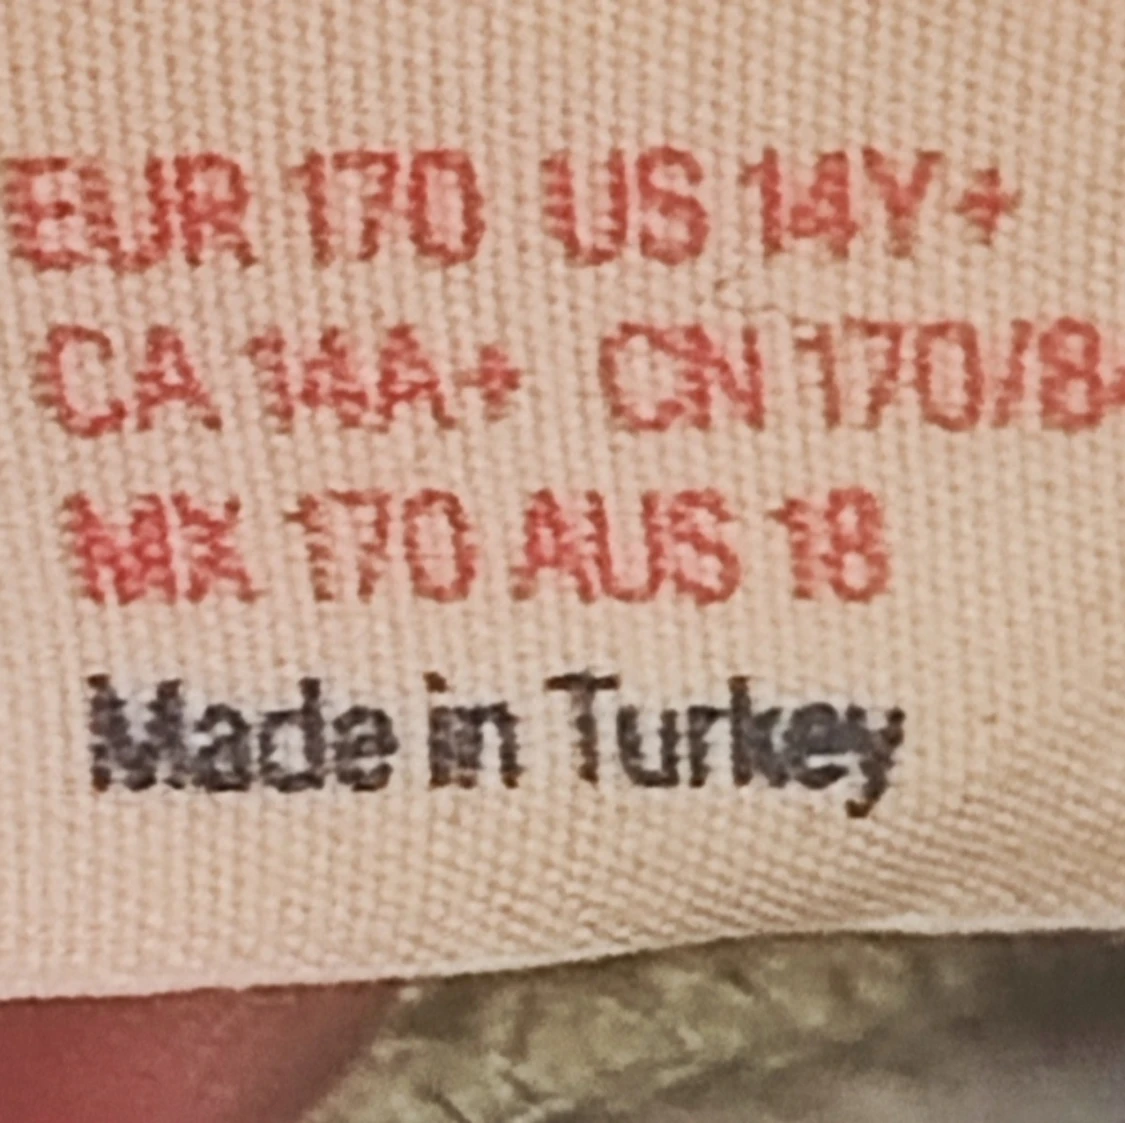 EUR 170 US 14Y+
CA 14A+ CN 170/8
MX 170 AUS 18
Made in Turkey